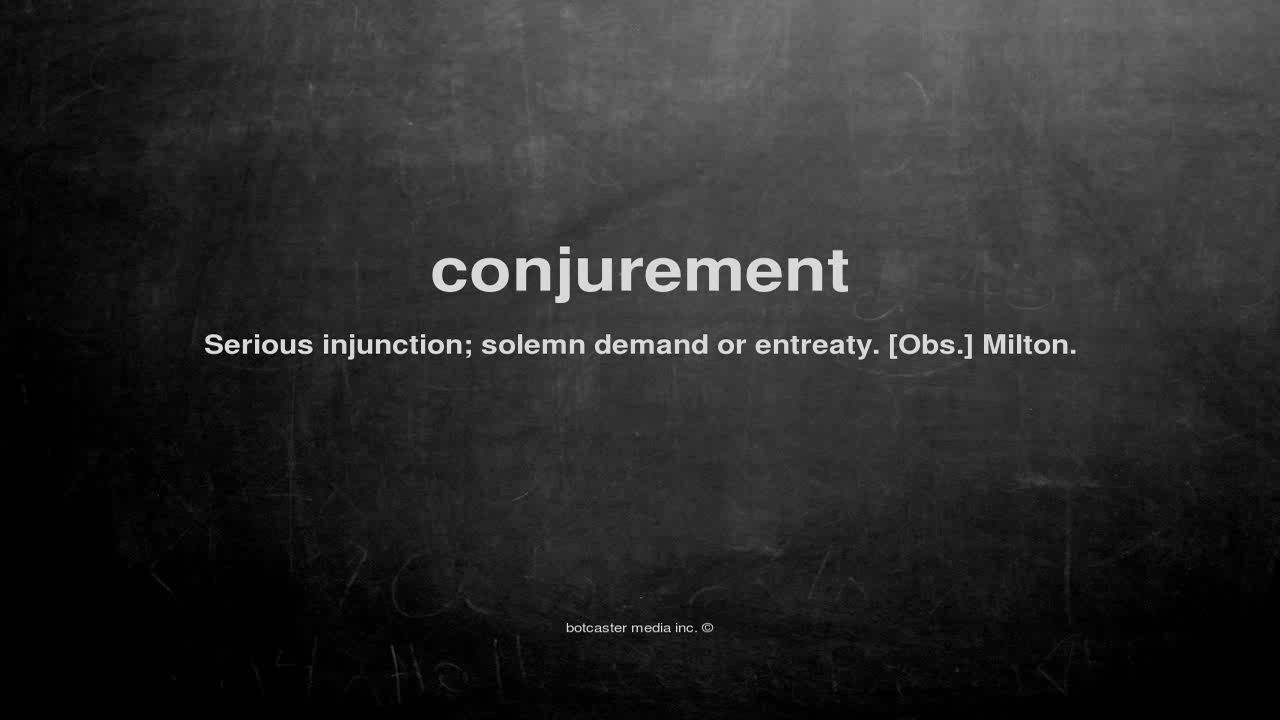 conjurement
Serious injunction; solemn demand or entreaty. [Obs.] Milton.
botcaster media inc. ©